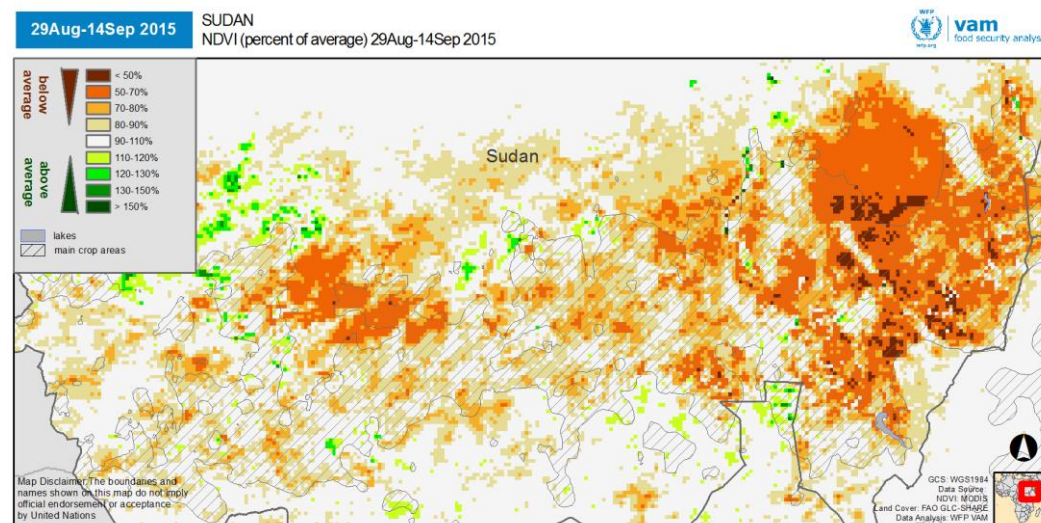 29Aug-14Sep 2015
SUDAN
NDVI (percent of average) 29Aug-14Sep 2015
WFP
wfp.org
vam
food security analys
below
average
above
average
< 50%
50-70%
70-80%
80-90%
90-110%
110-120%
120-130%
130-150%
> 150%
lakes
main crop areas
Sudan
Map Disclaimer:The boundaries and
names shown on this map do not imply
official endorsement or acceptance
by United Nations
GCS: WGS1984
Data Source:
NDVI: MODIS
Land Cover: FAO GLC-SHARE
Data Analysis: WFP VAM